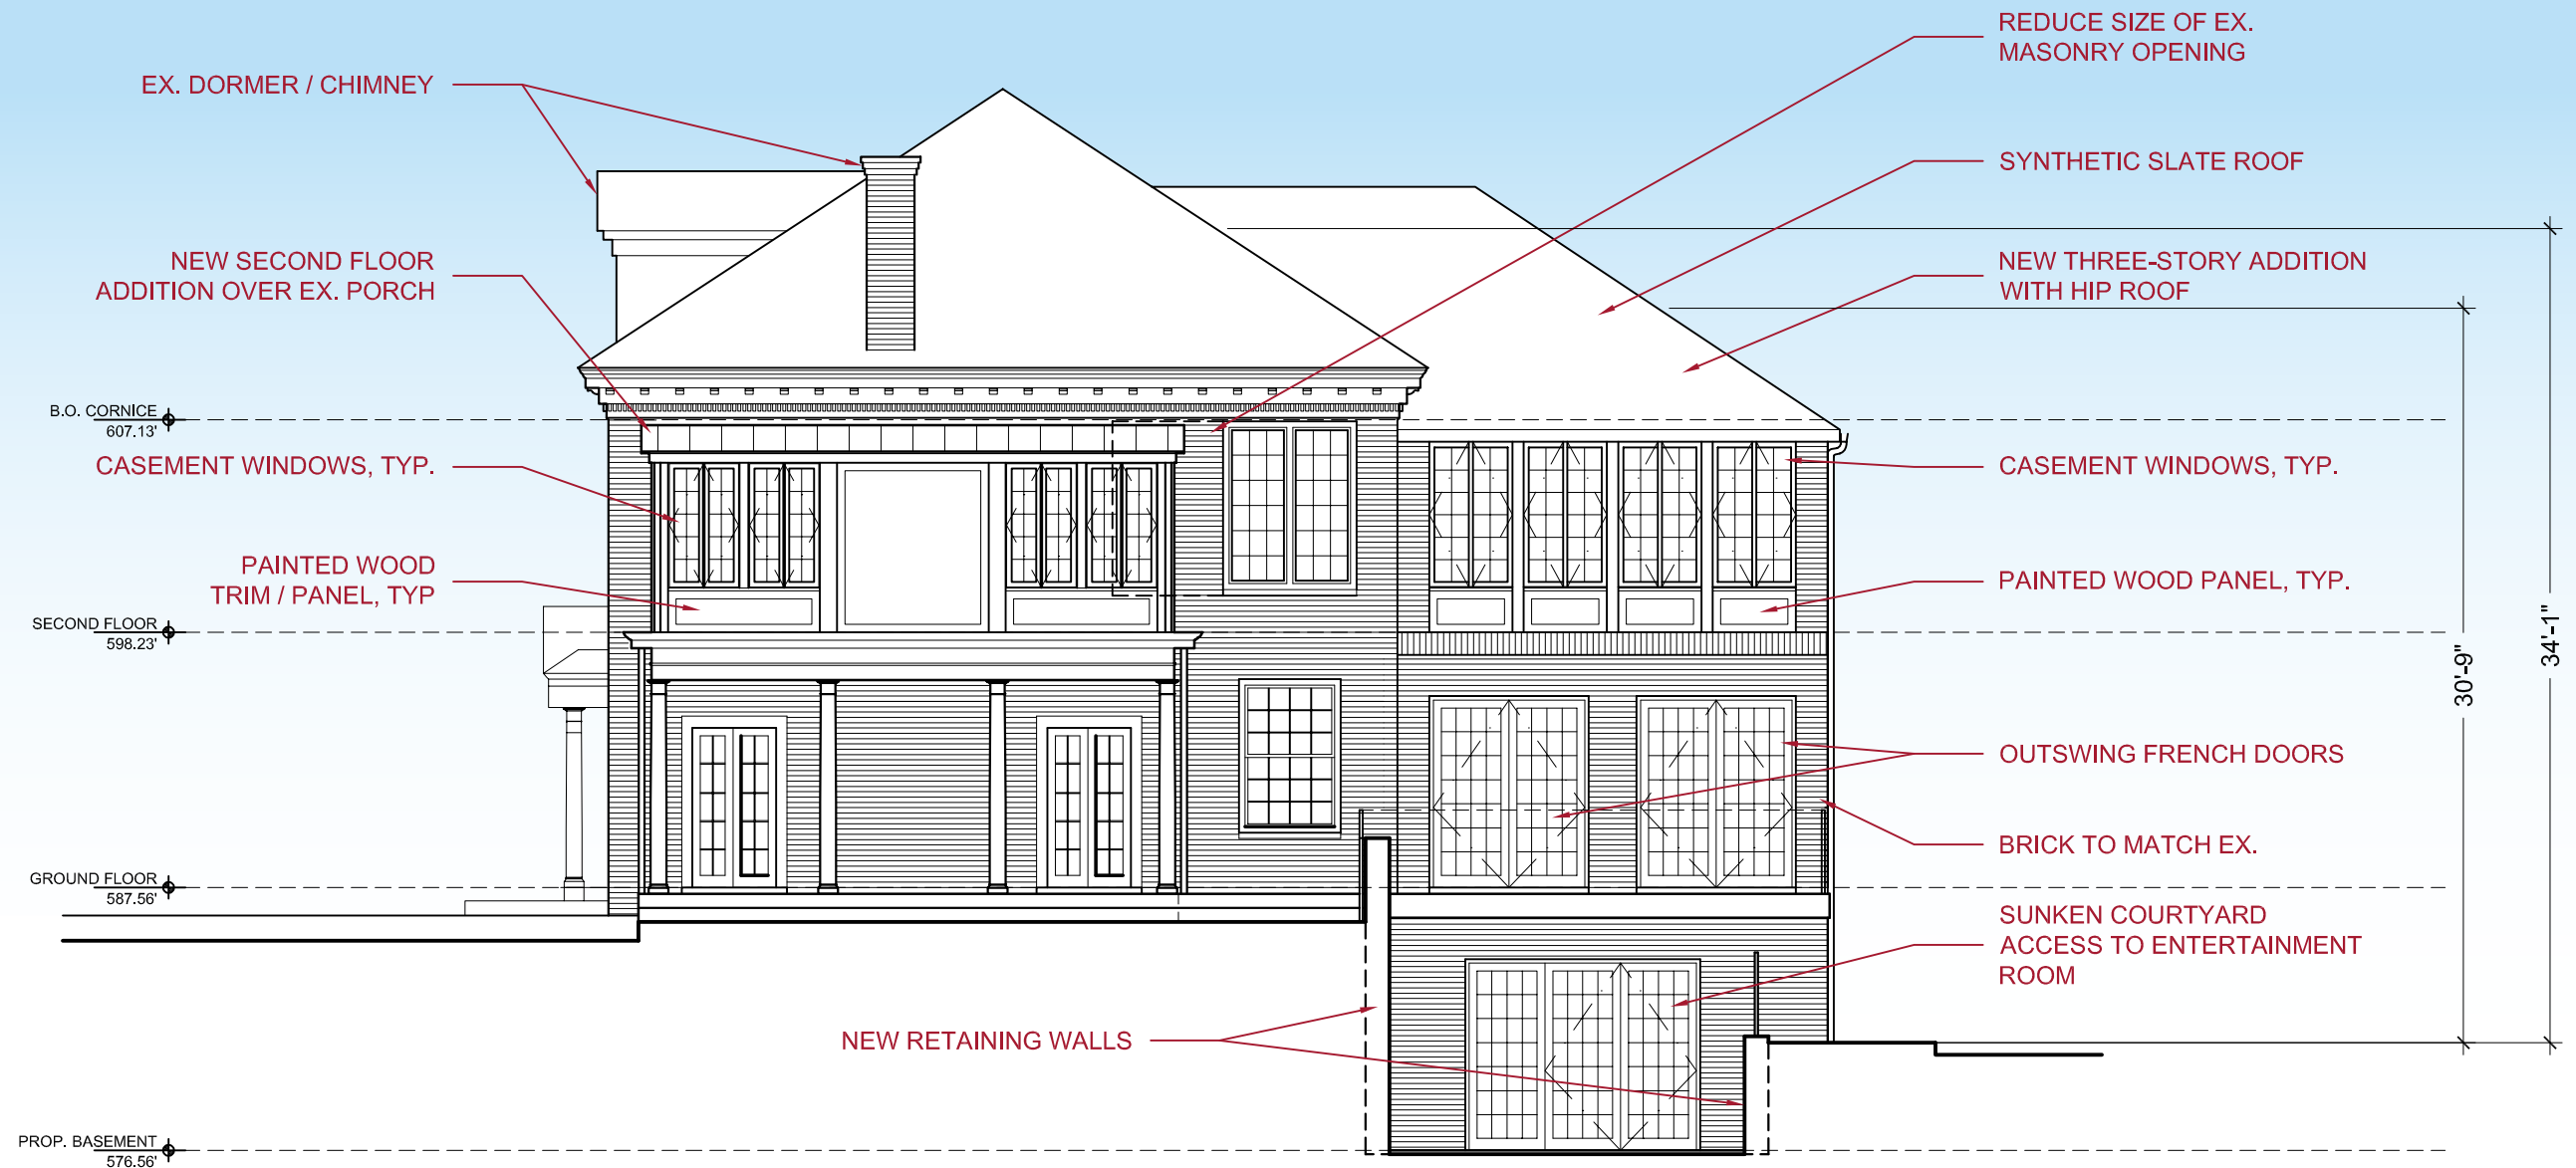 EX. DORMER / CHIMNEY
NEW SECOND FLOOR
ADDITION OVER EX. PORCH
B.O. CORNICE
607.13'
CASEMENT WINDOWS, TYP.
PAINTED WOOD
TRIM / PANEL, TYP
SECOND FLOOR
598.23'
GROUND FLOOR
587.56'
NEW RETAINING WALLS
PROP. BASEMENT
576.56'
REDUCE SIZE OF EX.
MASONRY OPENING
SYNTHETIC SLATE ROOF
NEW THREE-STORY ADDITION
WITH HIP ROOF
CASEMENT WINDOWS, TYP.
PAINTED WOOD PANEL, TYP.
OUTSWING FRENCH DOORS
BRICK TO MATCH EX.
SUNKEN COURTYARD
ACCESS TO ENTERTAINMENT
ROOM
30'-9"
34'-1"